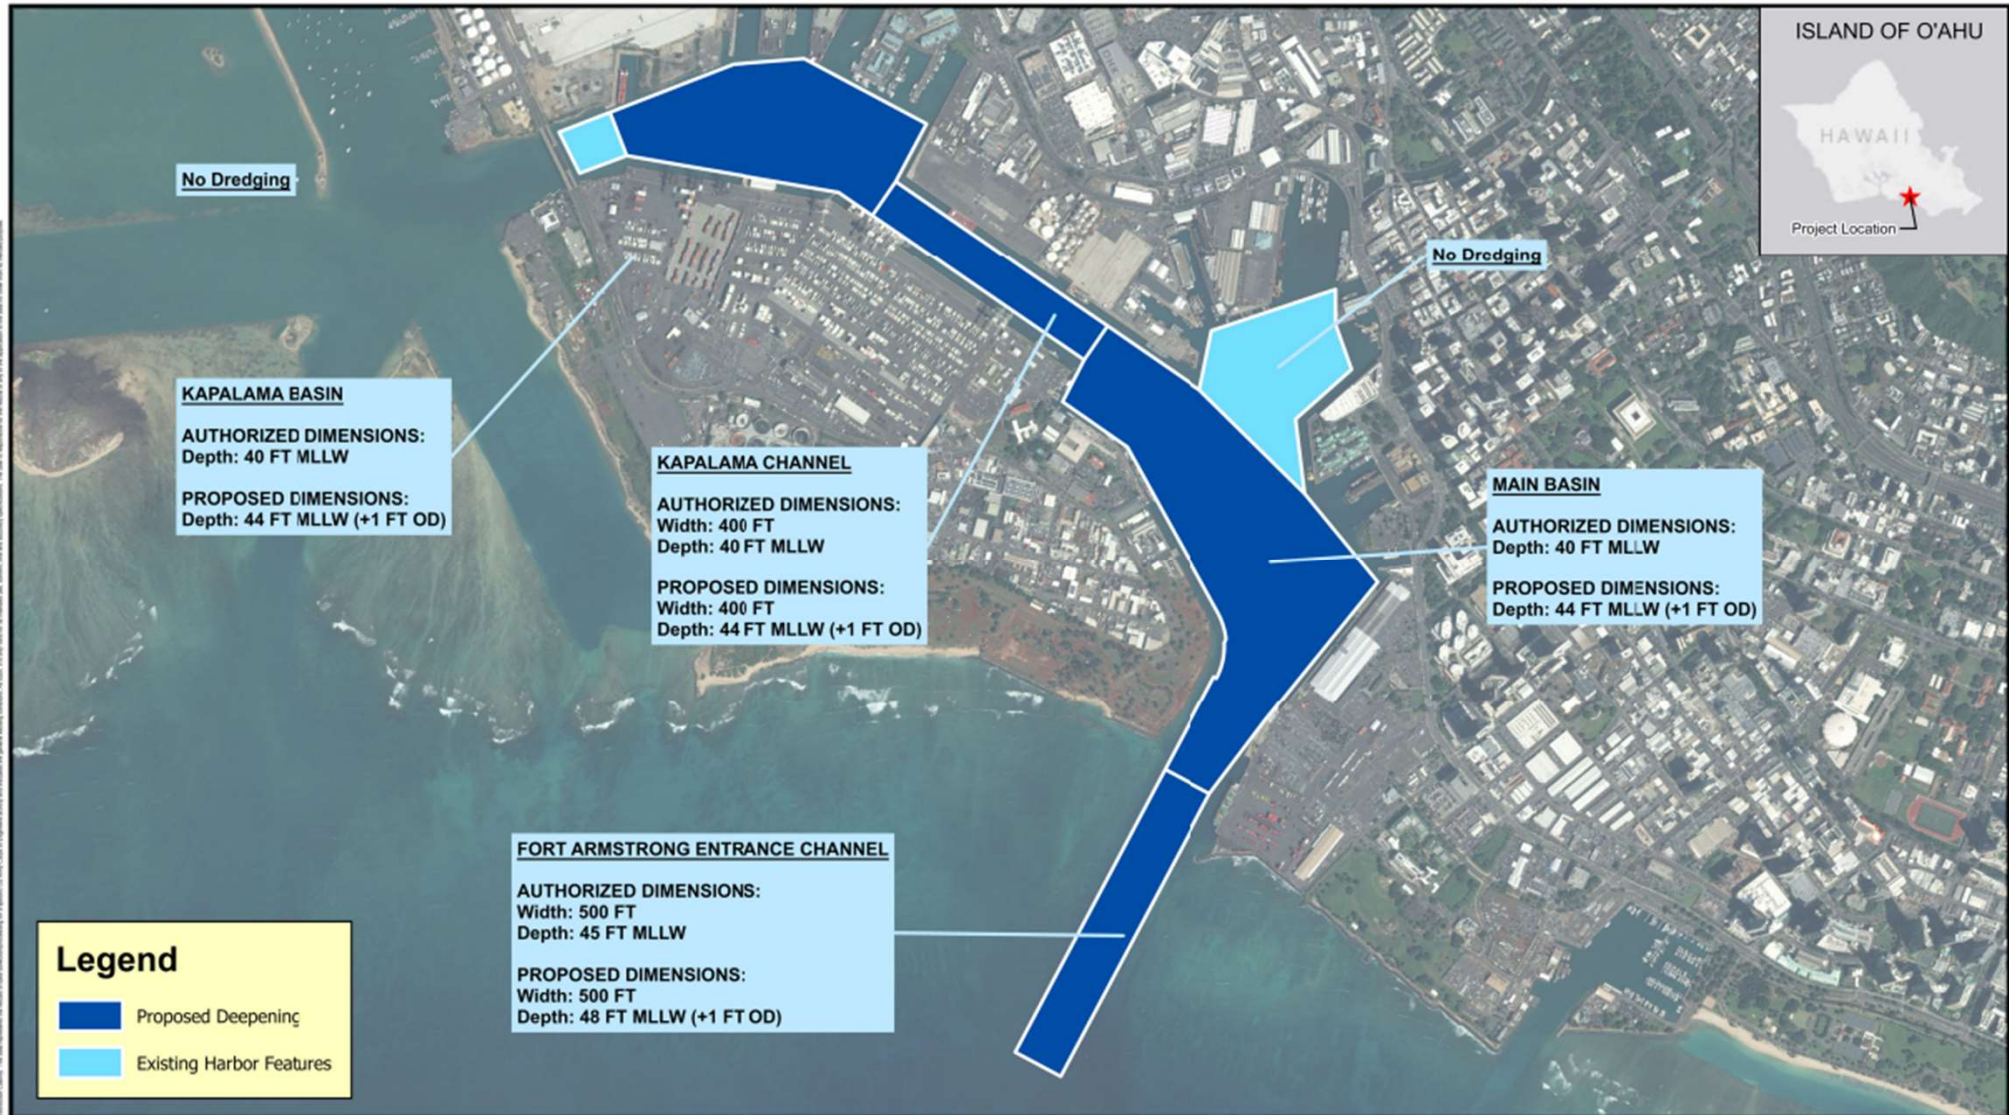 ISLAND OF O'AHU
HAWAII
Project Location
No Dredging
No Dredging
KAPALAMA BASIN
AUTHORIZED DIMENSIONS:
Depth: 40 FT MLLW
PROPOSED DIMENSIONS:
Depth: 44 FT MLLW (+1 FT OD)
KAPALAMA CHANNEL
AUTHORIZED DIMENSIONS:
Width: 400 FT
Depth: 40 FT MLLW
PROPOSED DIMENSIONS:
Width: 400 FT
Depth: 44 FT MLLW (+1 FT OD)
MAIN BASIN
AUTHORIZED DIMENSIONS:
Depth: 40 FT MLLW
PROPOSED DIMENSIONS:
Depth: 44 FT MLLW (+1 FT OD)
FORT ARMSTRONG ENTRANCE CHANNEL
AUTHORIZED DIMENSIONS:
Width: 500 FT
Depth: 45 FT MLLW
PROPOSED DIMENSIONS:
Width: 500 FT
Depth: 48 FT MLLW (+1 FT OD)
Legend
Proposed Deepening
Existing Harbor Features